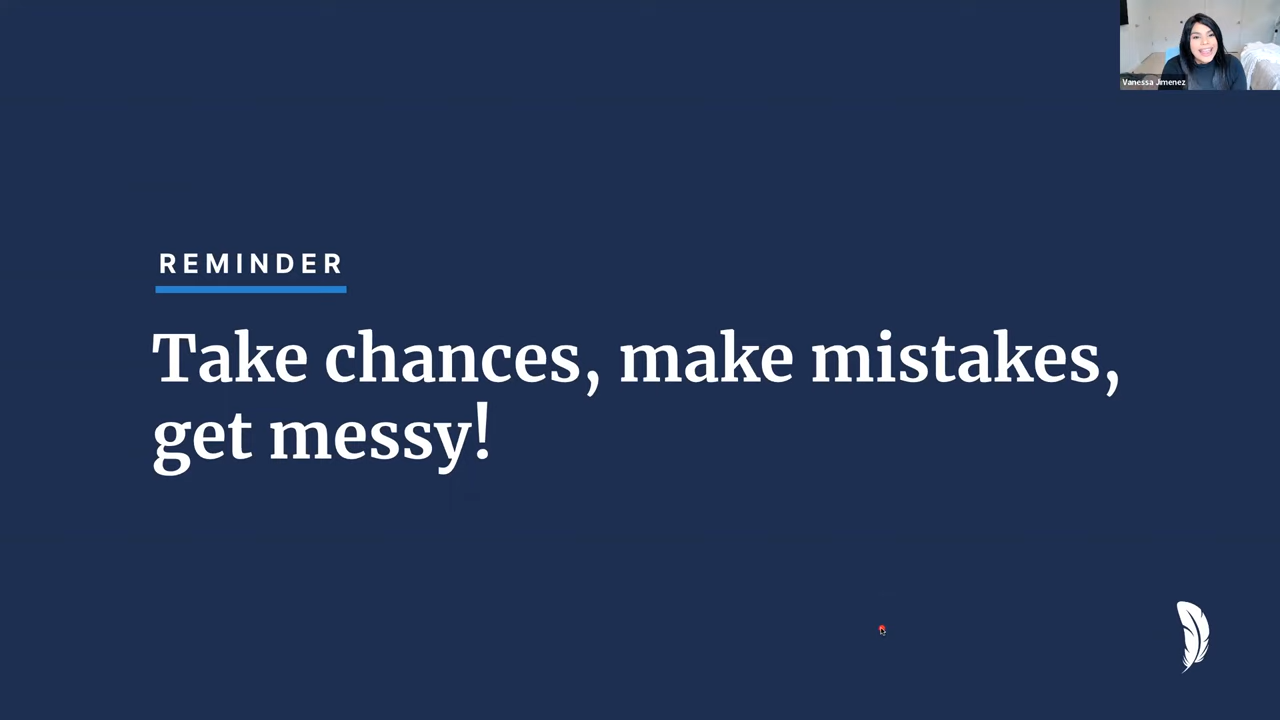 Vanessa Jimenez
REMINDER
Take chances, make mistakes,
get messy!